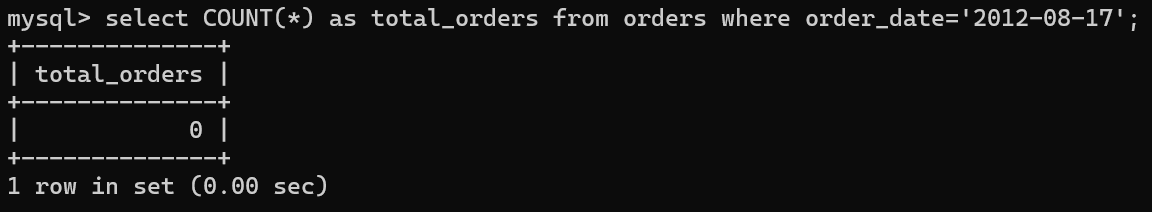 mysql> select COUNT(*) as total_orders from orders where order_date='2012-08-17';
+--------------+
| total_orders |
+--------------+
|            0 |
+--------------+
1 row in set (0.00 sec)